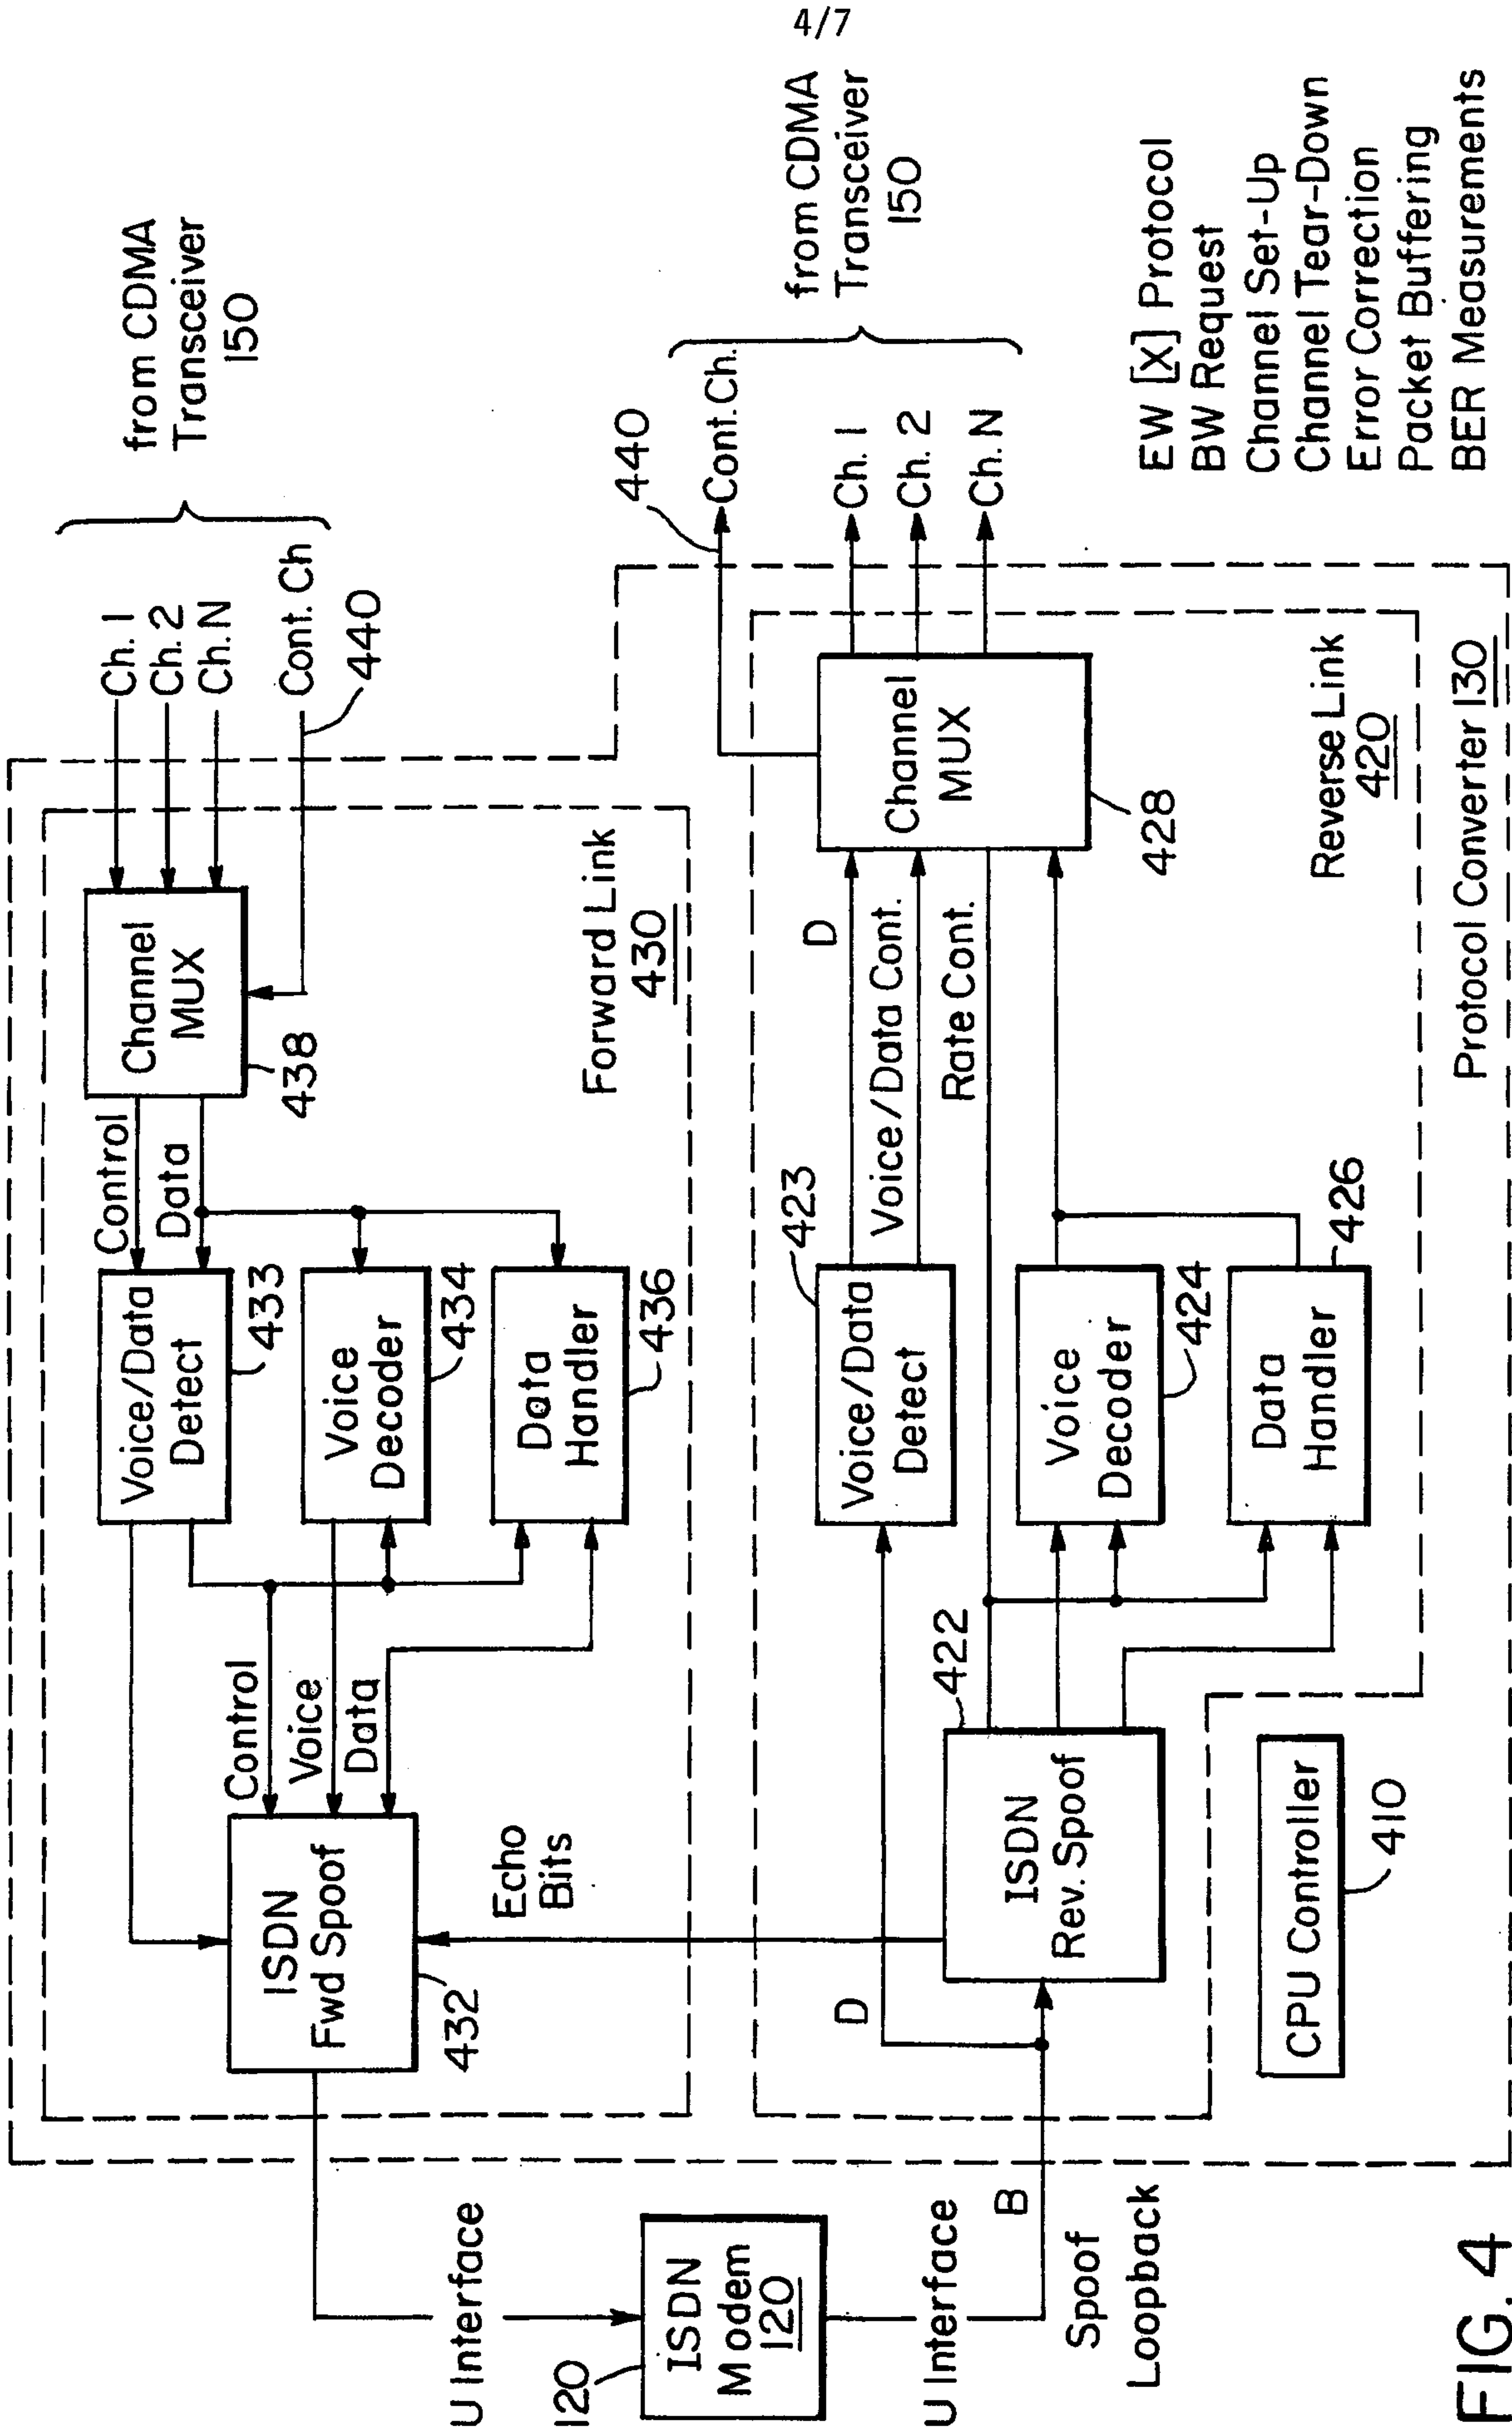 4/7
from CDMA
Transceiver
150
Ch. 1
Ch. 2
Ch. N
Cont. Ch
440
Channel
MUX
438
Control
Data
Voice/Data
Detect
433
Voice
Decoder
434
Data
Handler
436
Control
Voice
Data
ISDN
Fwd Spoof
432
Echo
Bits
Forward Link
430
U Interface
120
ISDN
Modem
120
U Interface
B
Spoof
Loopback
from CDMA
Transceiver
150
440
Cont. Ch.
Ch. 1
Ch. 2
Ch. N
Channel
MUX
428
D
Voice/Data Cont.
Rate Cont.
423
Voice/Data
Detect
Voice
Decoder
424
Data
Handler
426
422
ISDN
Rev. Spoof
D
Reverse Link
420
CPU Controller
410
Protocol Converter 130
EW [X] Protocol
BW Request
Channel Set-Up
Channel Tear-Down
Error Correction
Packet Buffering
BER Measurements
FIG. 4